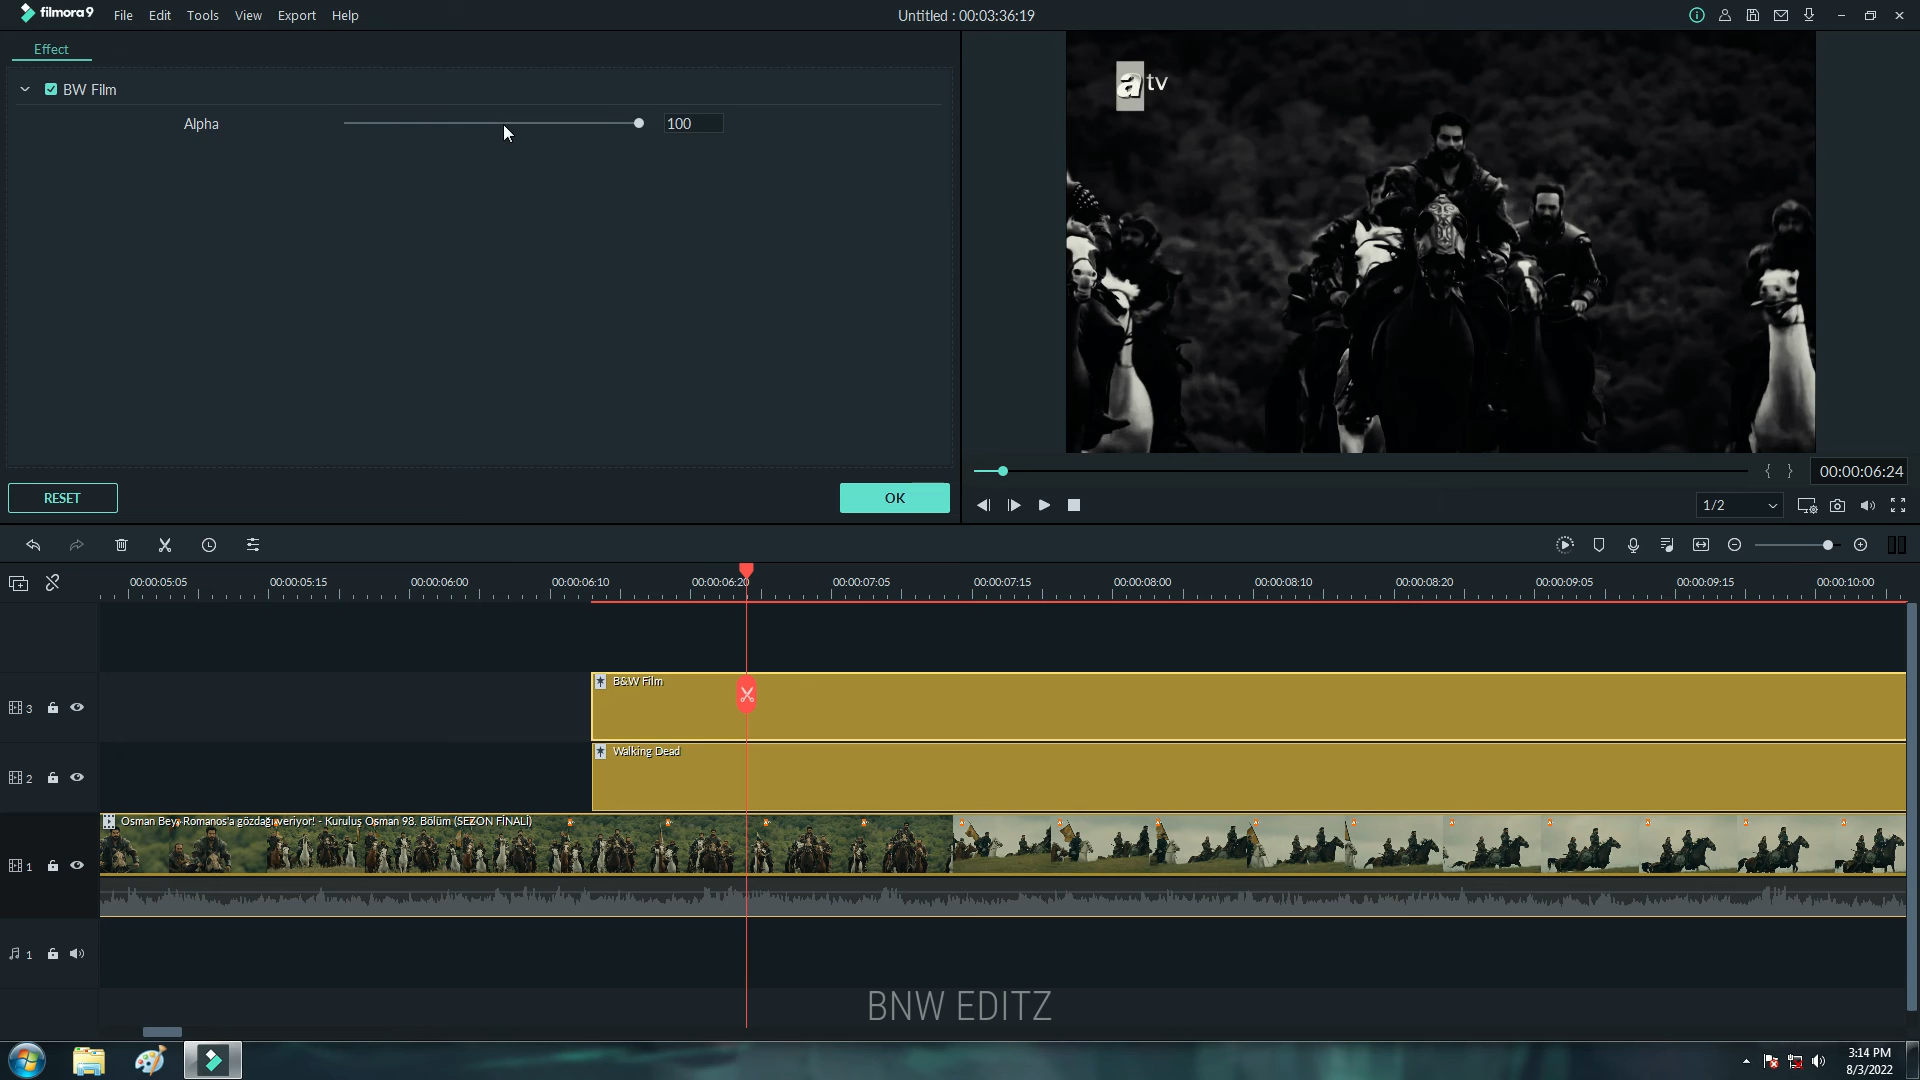 filmora9 File Edit Tools View Export Help
Untitled : 00:03:36:19
Effect
BW Film
Alpha 100
RESET
OK
a tv
00:00:06:24
1/2
00:00:05:05 00:00:05:15 00:00:06:00 00:00:06:10 00:00:06:20 00:00:07:05 00:00:07:15 00:00:08:00 00:00:08:10 00:00:08:20 00:00:09:05 00:00:09:15 00:00:10:00
3
B&W Film
2
Walking Dead
Osman Bey, Romanos'a gözdağı veriyor! - Kuruluş Osman 98. Bölüm (SEZON FİNALİ)
1
1
BNW EDITZ
3:14 PM
8/3/2022